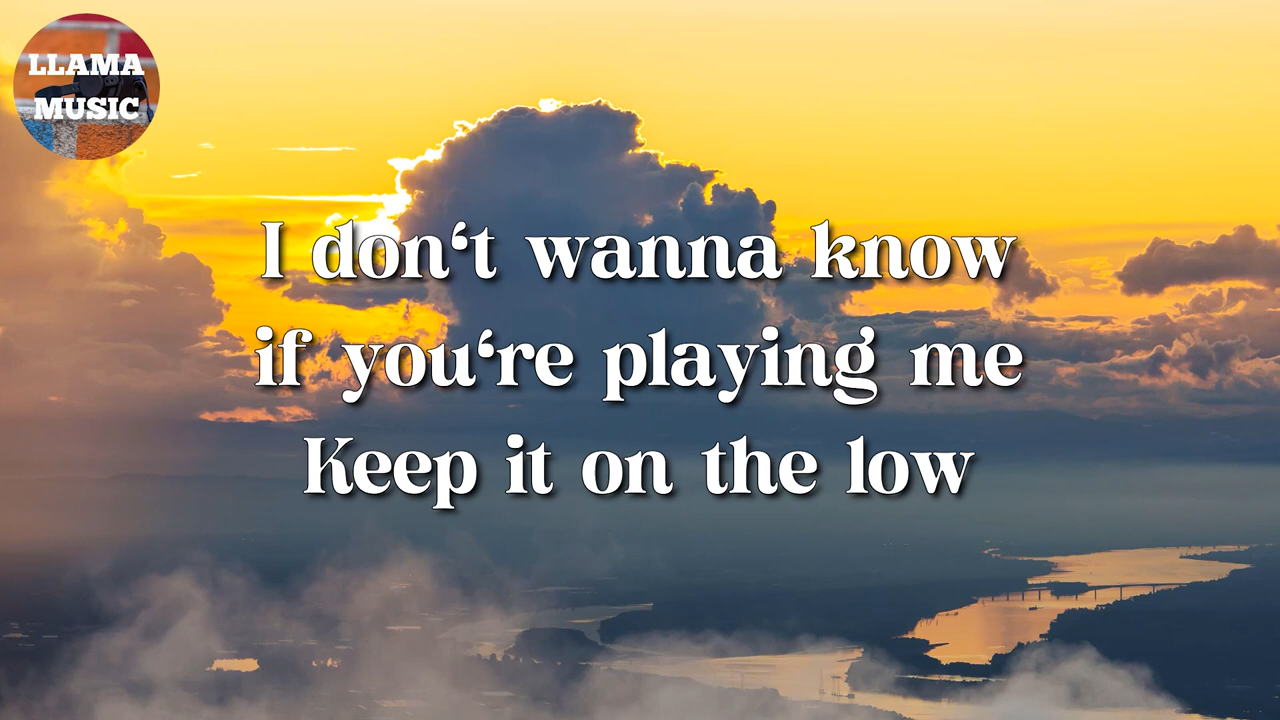 LLAMA
MUSIC
I don‘t wanna know
if you‘re playing me
Keep it on the low